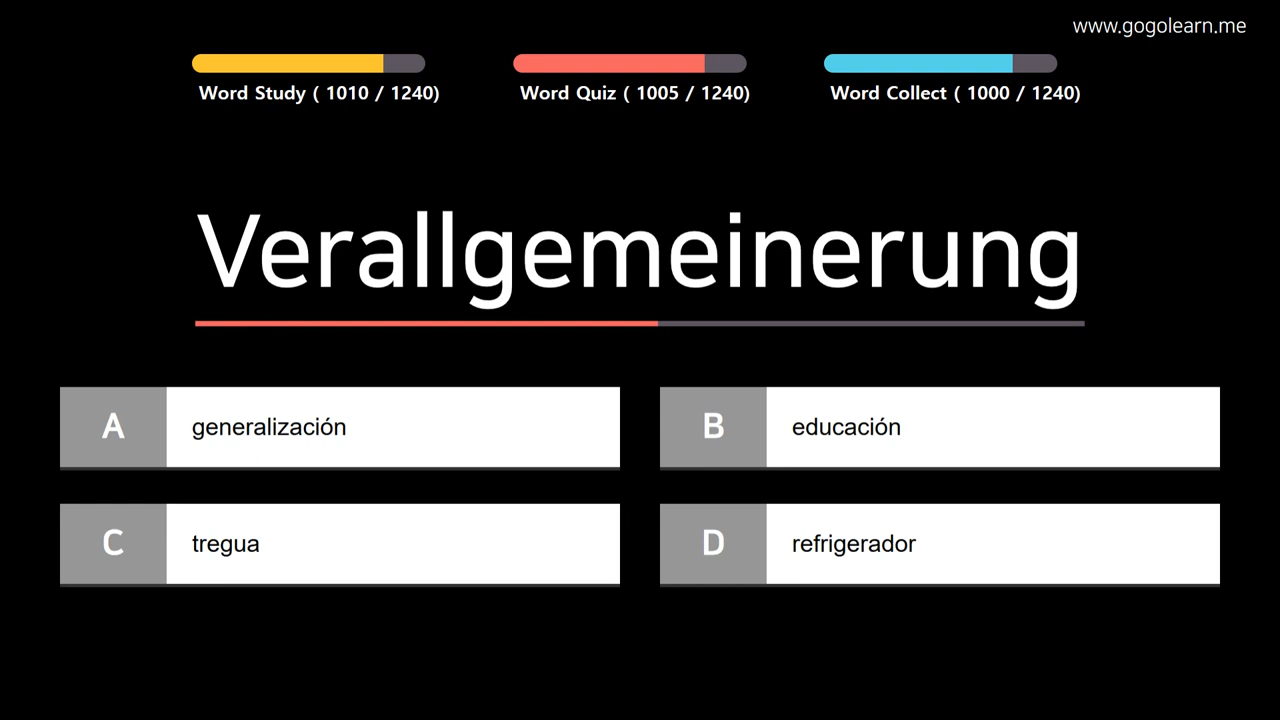 www.gogolearn.me
Word Study ( 1010 / 1240)
Word Quiz ( 1005 / 1240)
Word Collect ( 1000 / 1240)
Verallgemeinerung
A generalización
B educación
C tregua
D refrigerador